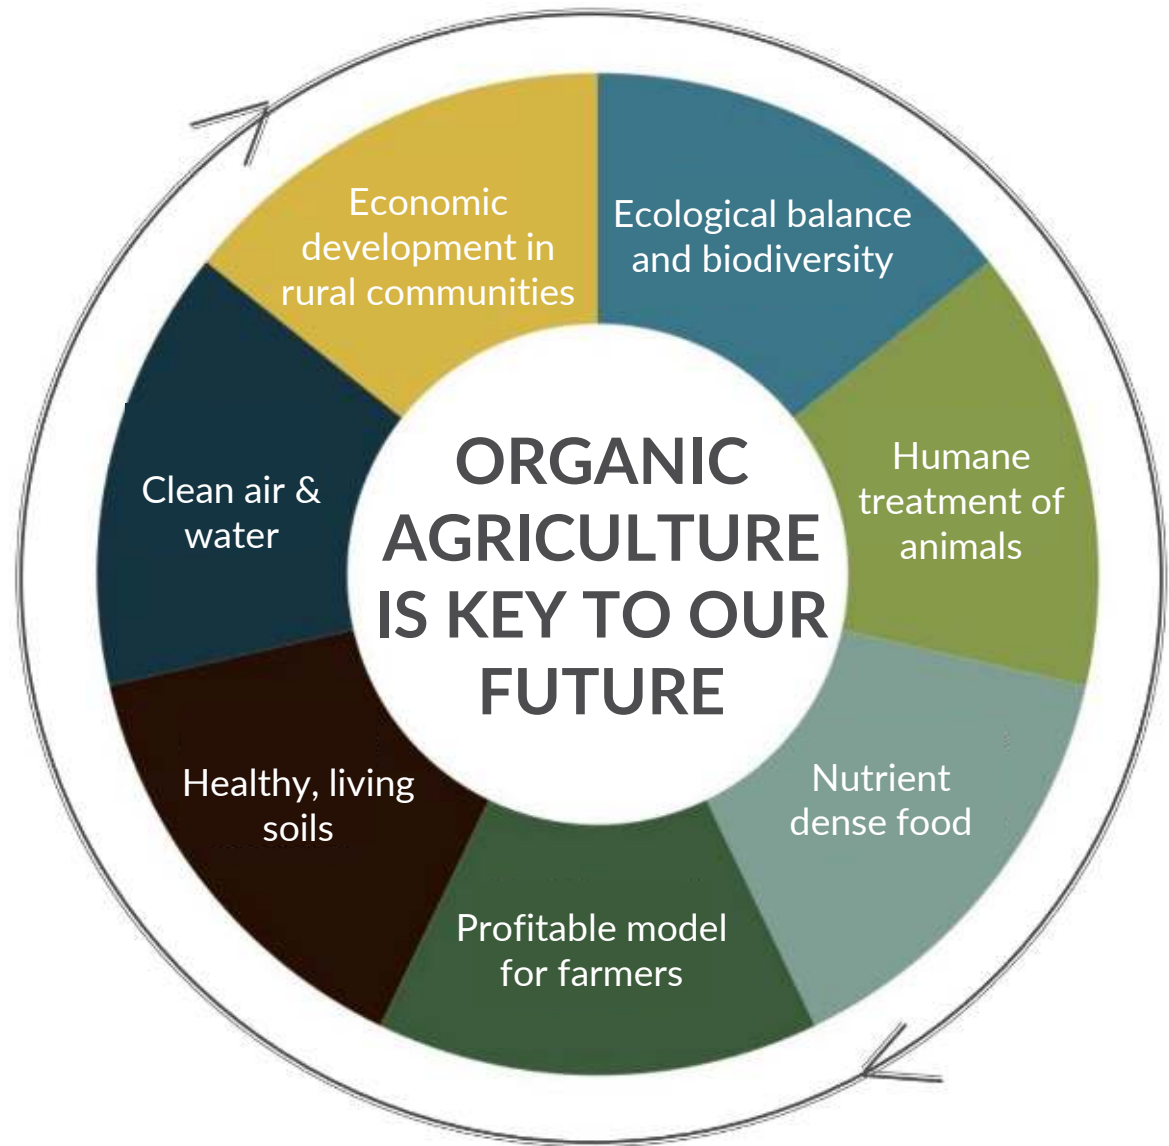 ORGANIC
AGRICULTURE
IS KEY TO OUR
FUTURE
Ecological balance
and biodiversity
Humane
treatment of
animals
Nutrient
dense food
Profitable model
for farmers
Healthy, living
soils
Clean air &
water
Economic
development in
rural communities